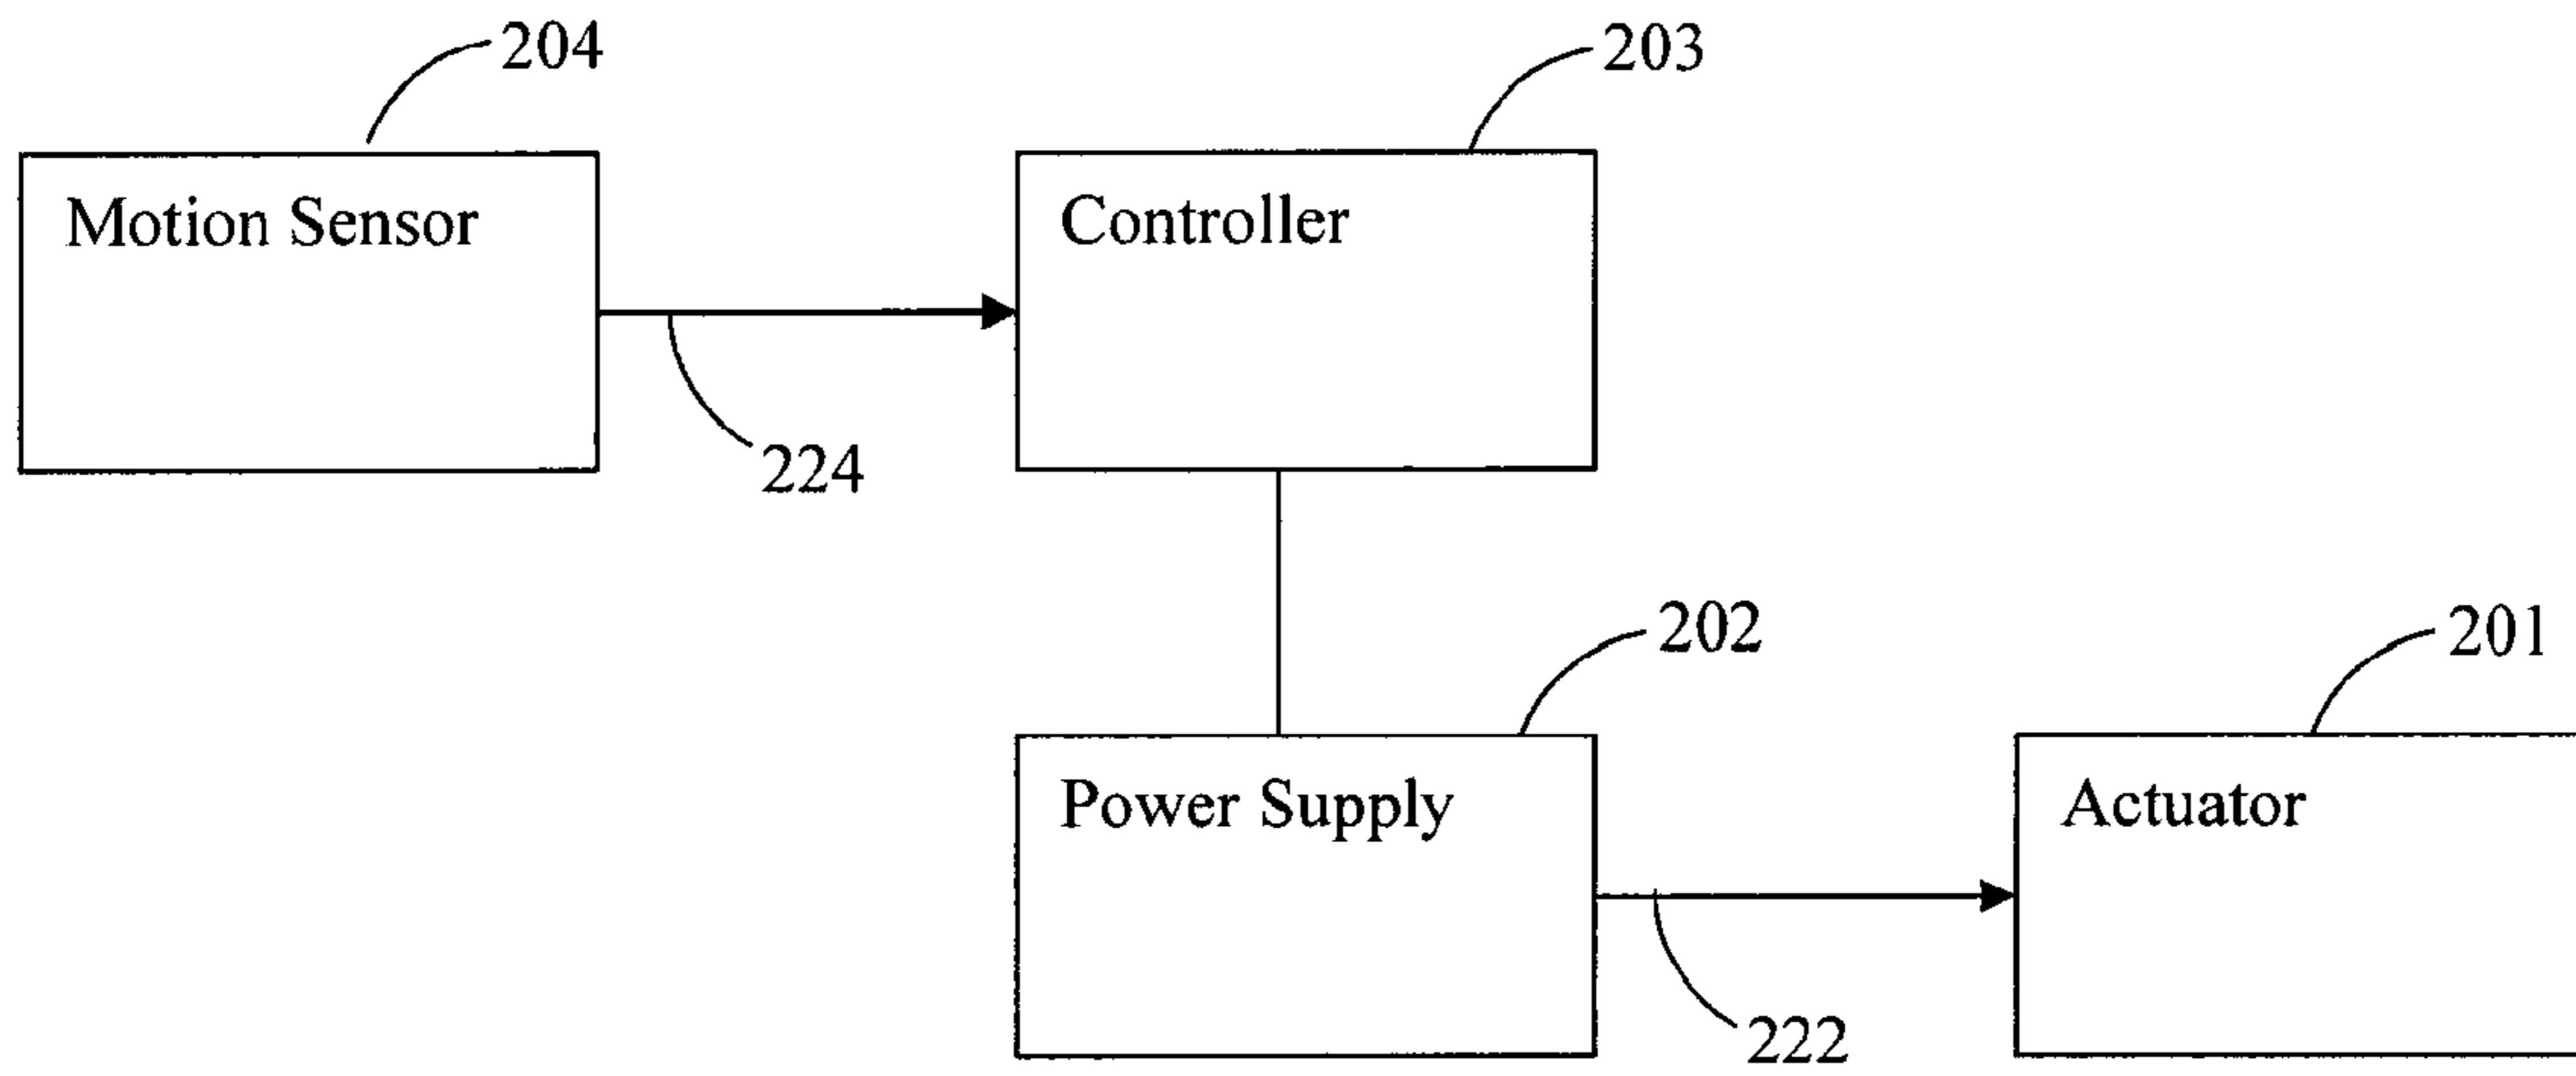 204
203
Motion Sensor
Controller
224
202
201
Power Supply
Actuator
222